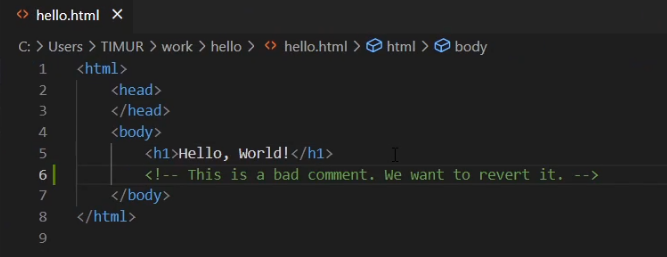 <> hello.html ×
C: > Users > TIMUR > work > hello > <> hello.html > html > body
1 <html>
2     <head>
3     </head>
4     <body>
5         <h1>Hello, World!</h1>
6         <!-- This is a bad comment. We want to revert it. -->
7     </body>
8 </html>
9